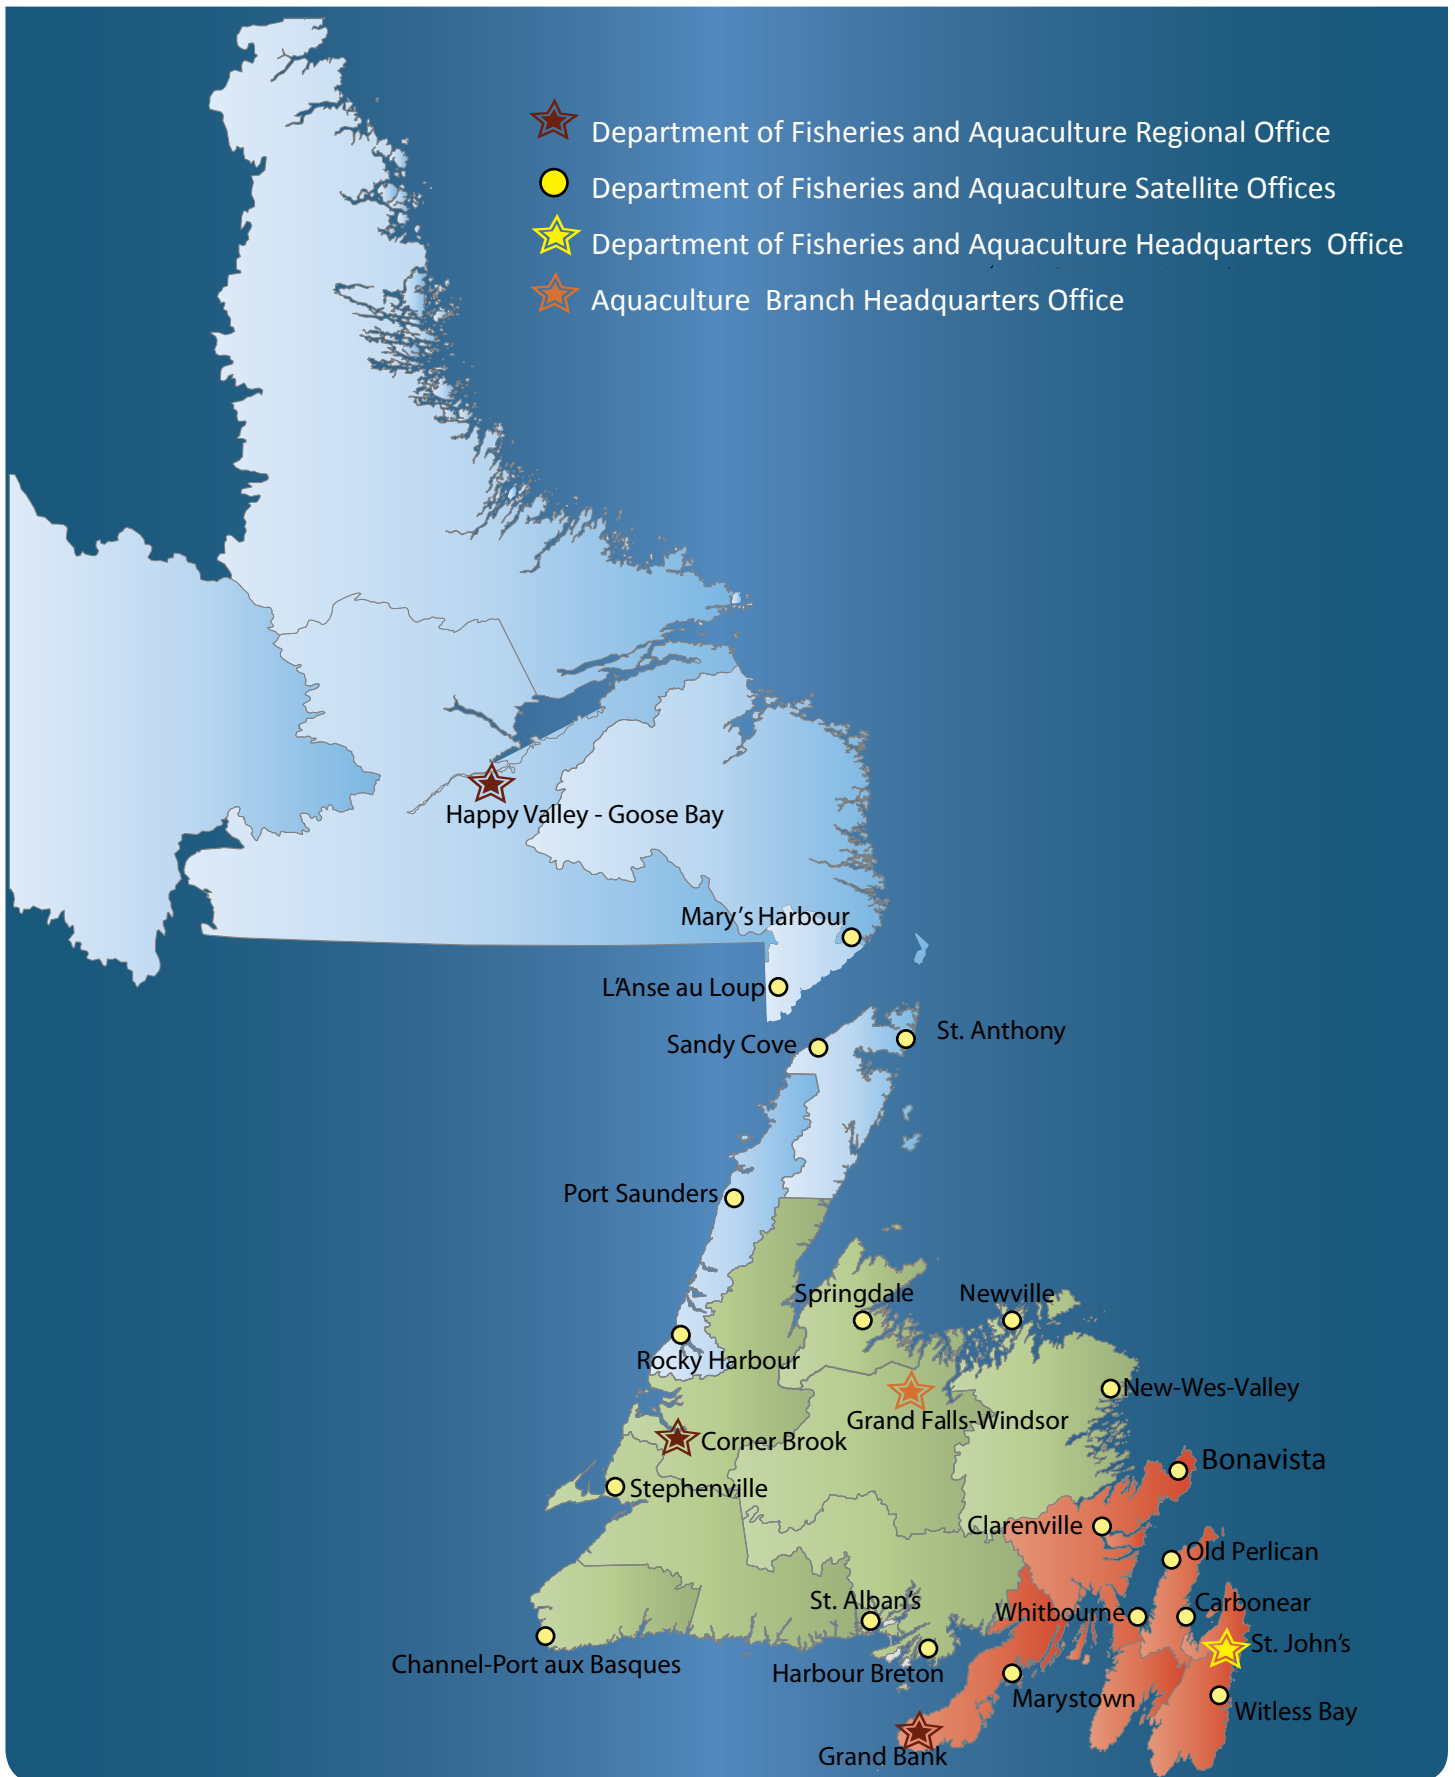 Department of Fisheries and Aquaculture Regional Office
Department of Fisheries and Aquaculture Satellite Offices
Department of Fisheries and Aquaculture Headquarters Office
Aquaculture Branch Headquarters Office
Happy Valley - Goose Bay
Mary's Harbour
L'Anse au Loup
St. Anthony
Sandy Cove
Port Saunders
Springdale
Newville
Rocky Harbour
New-Wes-Valley
Grand Falls-Windsor
Corner Brook
Bonavista
Stephenville
Clarenville
Old Perlican
St. Alban's
Carbonear
Whitbourne
St. John's
Channel-Port aux Basques
Harbour Breton
Marystown
Witless Bay
Grand Bank